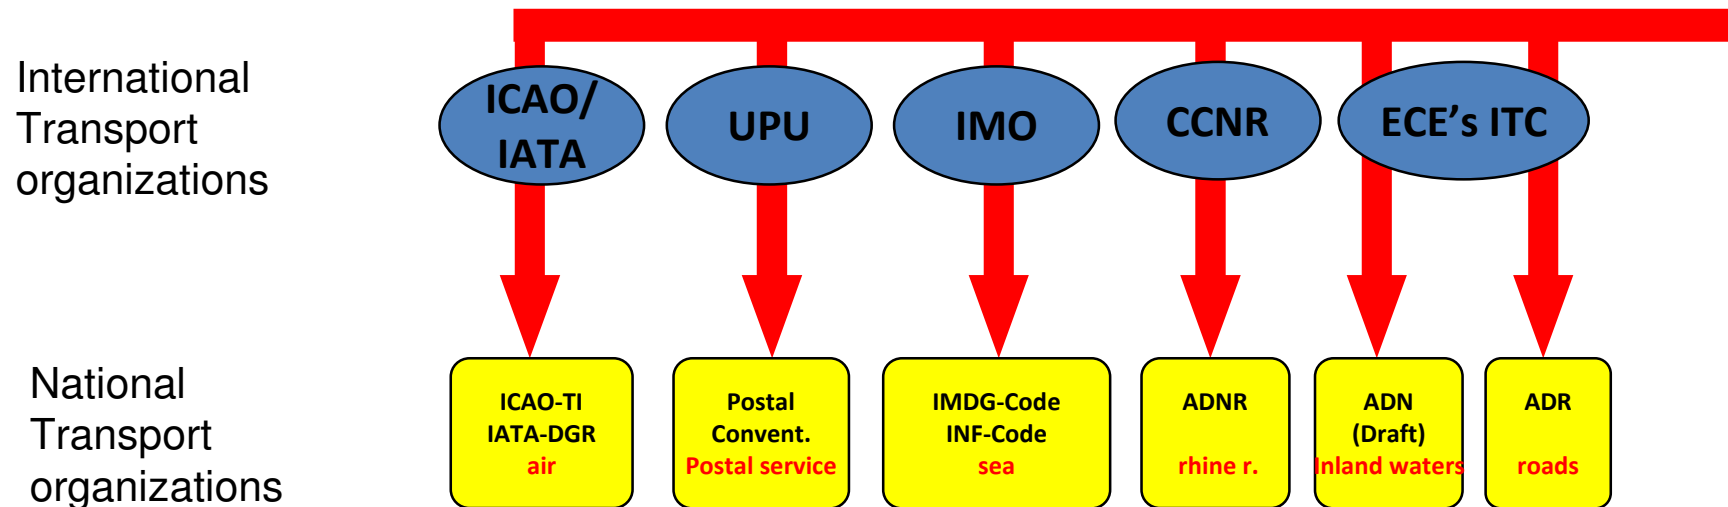 International
Transport
organizations
ICAO/
IATA
UPU
IMO
CCNR
ECE’s ITC
National
Transport
organizations
ICAO-TI
IATA-DGR
air
Postal
Convent.
Postal service
IMDG-Code
INF-Code
sea
ADNR
rhine r.
ADN
(Draft)
Inland waters
ADR
roads